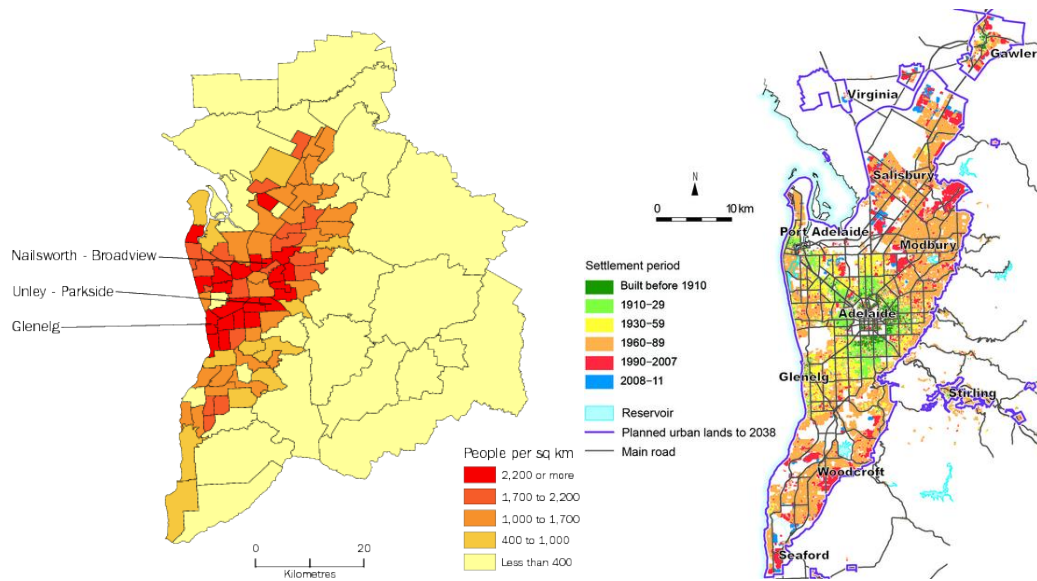 Nailsworth - Broadview
Unley - Parkside
Glenelg
People per sq km
2,200 or more
1,700 to 2,200
1,000 to 1,700
400 to 1,000
Less than 400
0 20
Kilometres
N
0 10 km
Settlement period
Built before 1910
1910–29
1930–59
1960–89
1990–2007
2008–11
Reservoir
Planned urban lands to 2038
Main road
Gawler
Virginia
Salisbury
Port Adelaide
Modbury
Adelaide
Glenelg
Stirling
Woodcroft
Seaford